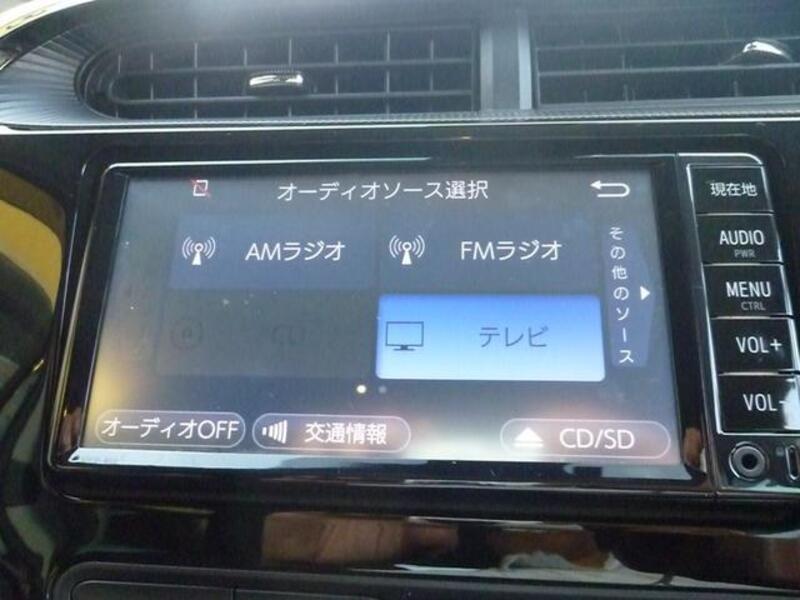 オーディオソース選択
AMラジオ
FMラジオ
CD
テレビ
その他のソース
オーディオOFF
交通情報
CD/SD
現在地
AUDIO
PWR
MENU
CTRL
VOL+
VOL-